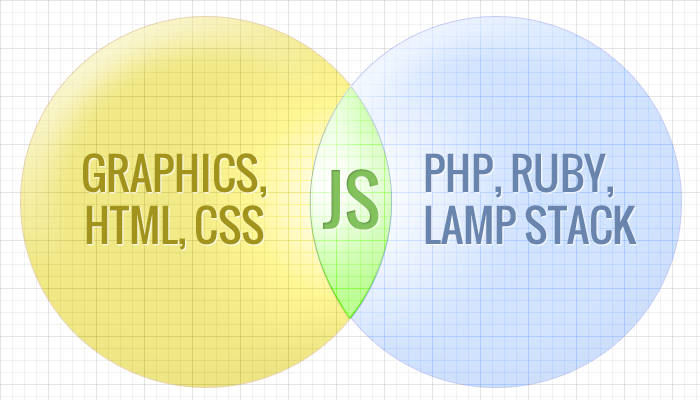 GRAPHICS,
HTML, CSS
JS
PHP, RUBY,
LAMP STACK